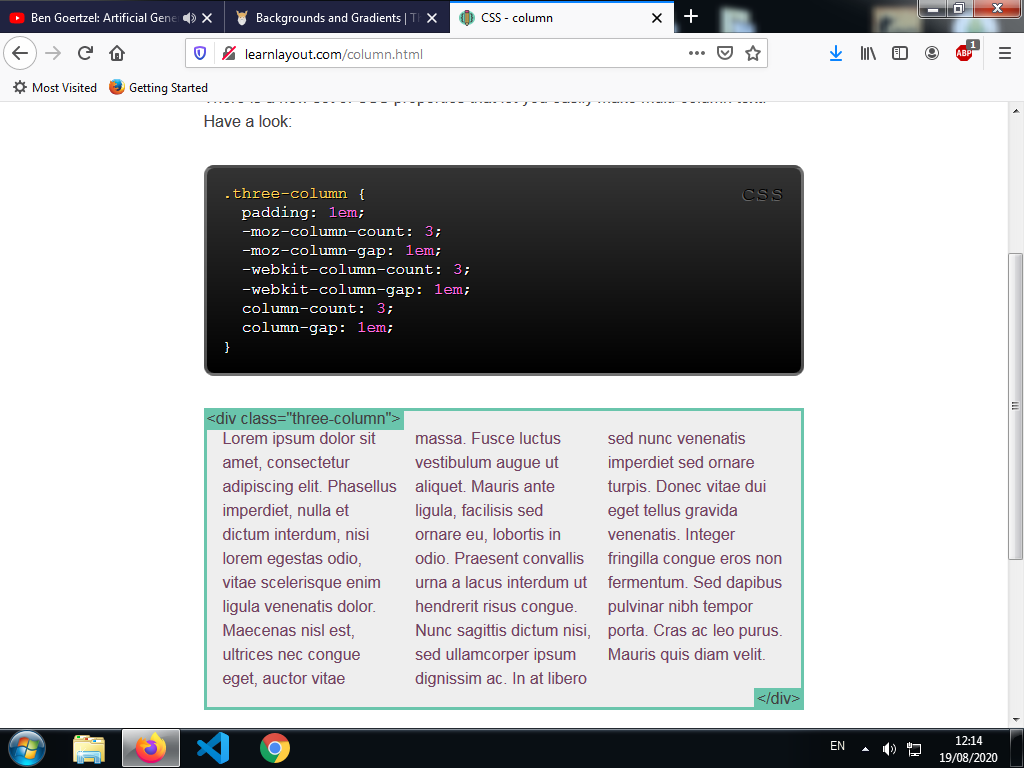 Ben Goertzel: Artificial Gene
Backgrounds and Gradients | Th
CSS - column
learnlayout.com/column.html
ABP
1
Most Visited
Getting Started
There is a new set of CSS properties that let you easily make multi-column text.
Have a look:
CSS
.three-column {
  padding: 1em;
  -moz-column-count: 3;
  -moz-column-gap: 1em;
  -webkit-column-count: 3;
  -webkit-column-gap: 1em;
  column-count: 3;
  column-gap: 1em;
}
<div class="three-column">
Lorem ipsum dolor sit
amet, consectetur
adipiscing elit. Phasellus
imperdiet, nulla et
dictum interdum, nisi
lorem egestas odio,
vitae scelerisque enim
ligula venenatis dolor.
Maecenas nisl est,
ultrices nec congue
eget, auctor vitae
massa. Fusce luctus
vestibulum augue ut
aliquet. Mauris ante
ligula, facilisis sed
ornare eu, lobortis in
odio. Praesent convallis
urna a lacus interdum ut
hendrerit risus congue.
Nunc sagittis dictum nisi,
sed ullamcorper ipsum
dignissim ac. In at libero
sed nunc venenatis
imperdiet sed ornare
turpis. Donec vitae dui
eget tellus gravida
venenatis. Integer
fringilla congue eros non
fermentum. Sed dapibus
pulvinar nibh tempor
porta. Cras ac leo purus.
Mauris quis diam velit.
</div>
EN
12:14
19/08/2020